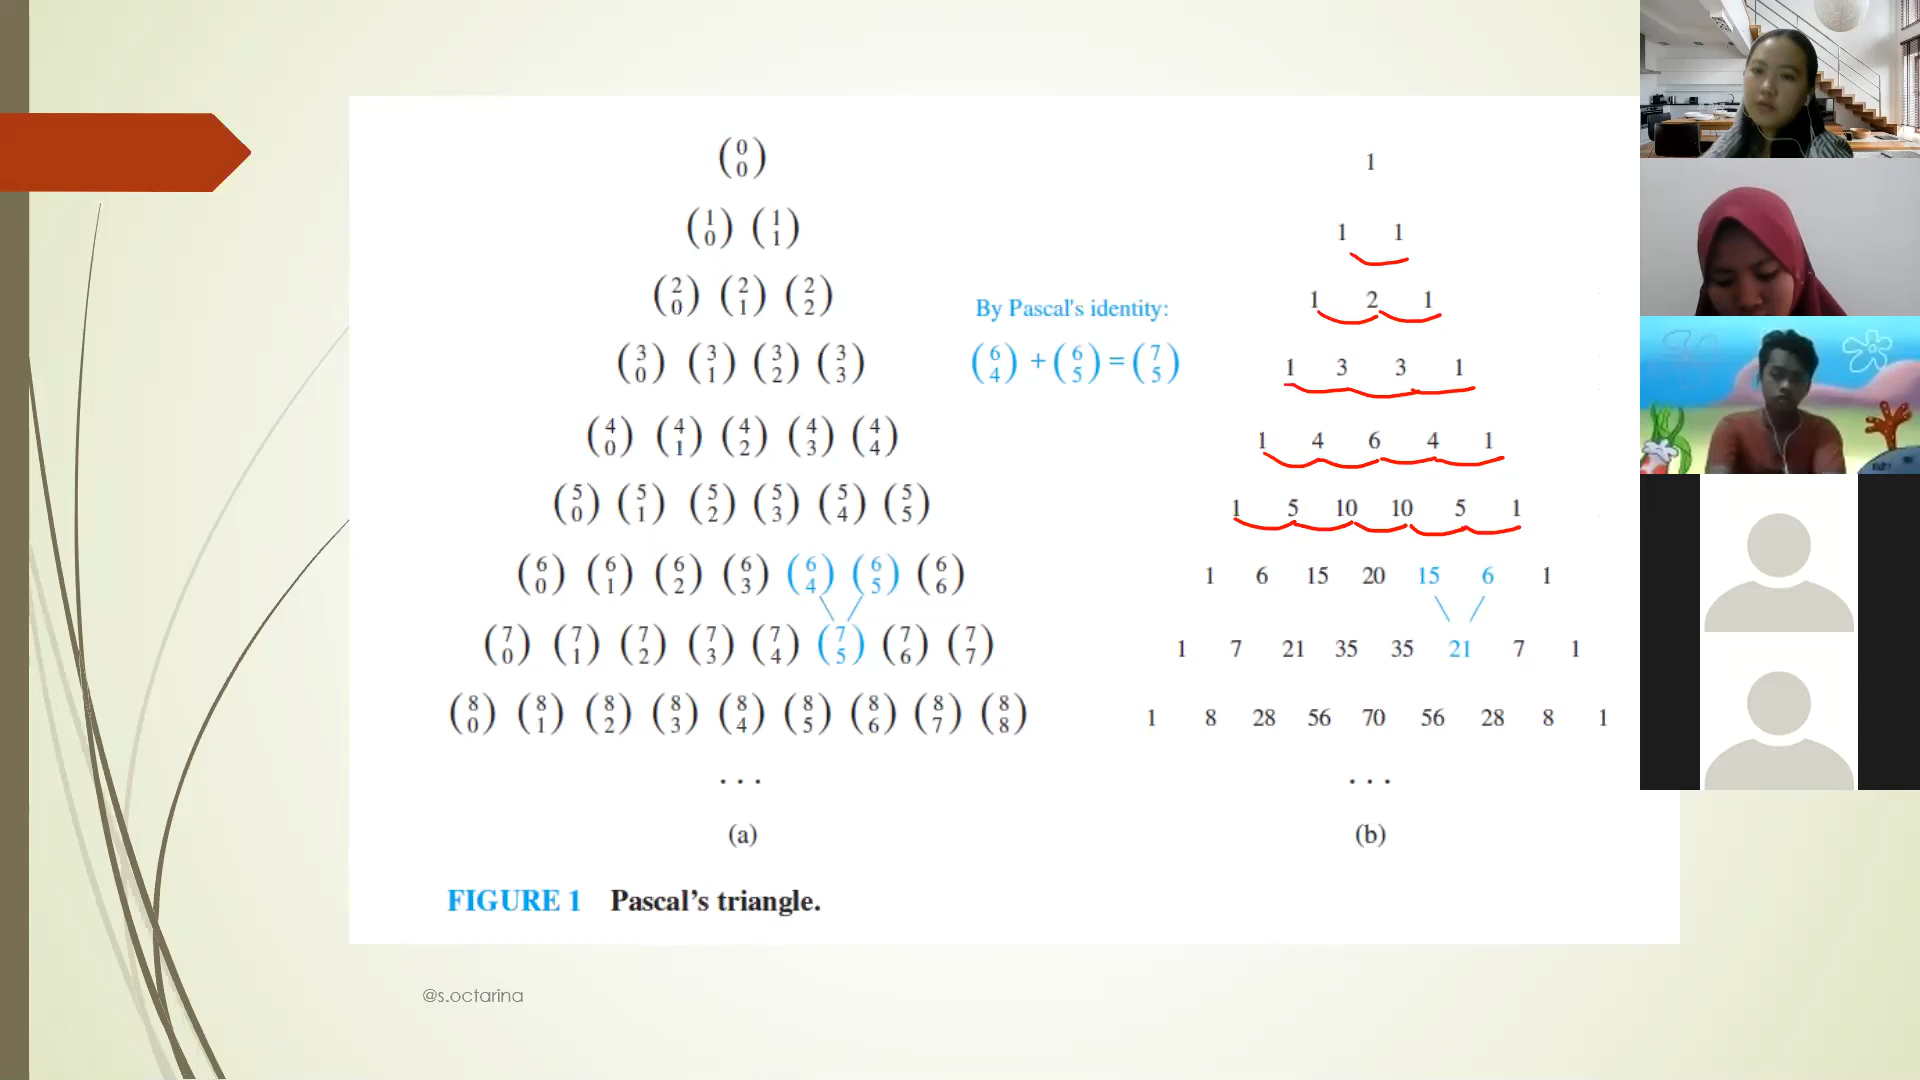 (0 0)
(1 0) (1 1)
(2 0) (2 1) (2 2)
(3 0) (3 1) (3 2) (3 3)
(4 0) (4 1) (4 2) (4 3) (4 4)
(5 0) (5 1) (5 2) (5 3) (5 4) (5 5)
(6 0) (6 1) (6 2) (6 3) (6 4) (6 5) (6 6)
(7 0) (7 1) (7 2) (7 3) (7 4) (7 5) (7 6) (7 7)
(8 0) (8 1) (8 2) (8 3) (8 4) (8 5) (8 6) (8 7) (8 8)
...
(a)
By Pascal's identity:
(6 4) + (6 5) = (7 5)
1
1 1
1 2 1
1 3 3 1
1 4 6 4 1
1 5 10 10 5 1
1 6 15 20 15 6 1
1 7 21 35 35 21 7 1
1 8 28 56 70 56 28 8 1
...
(b)
FIGURE 1 Pascal's triangle.
@s.octarina